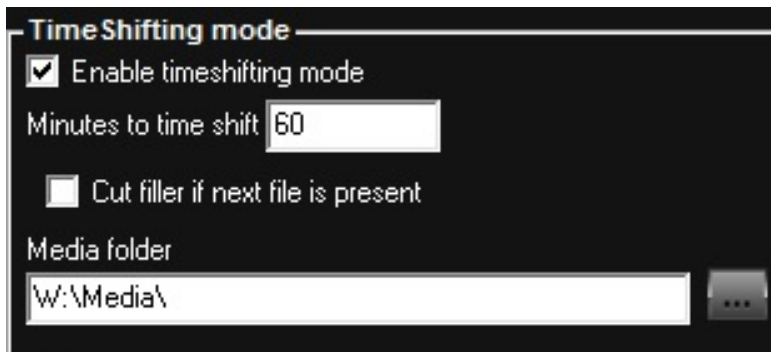 TimeShifting mode
Enable timeshifting mode
Minutes to time shift 60
Cut filler if next file is present
Media folder
W:\Media\ ...